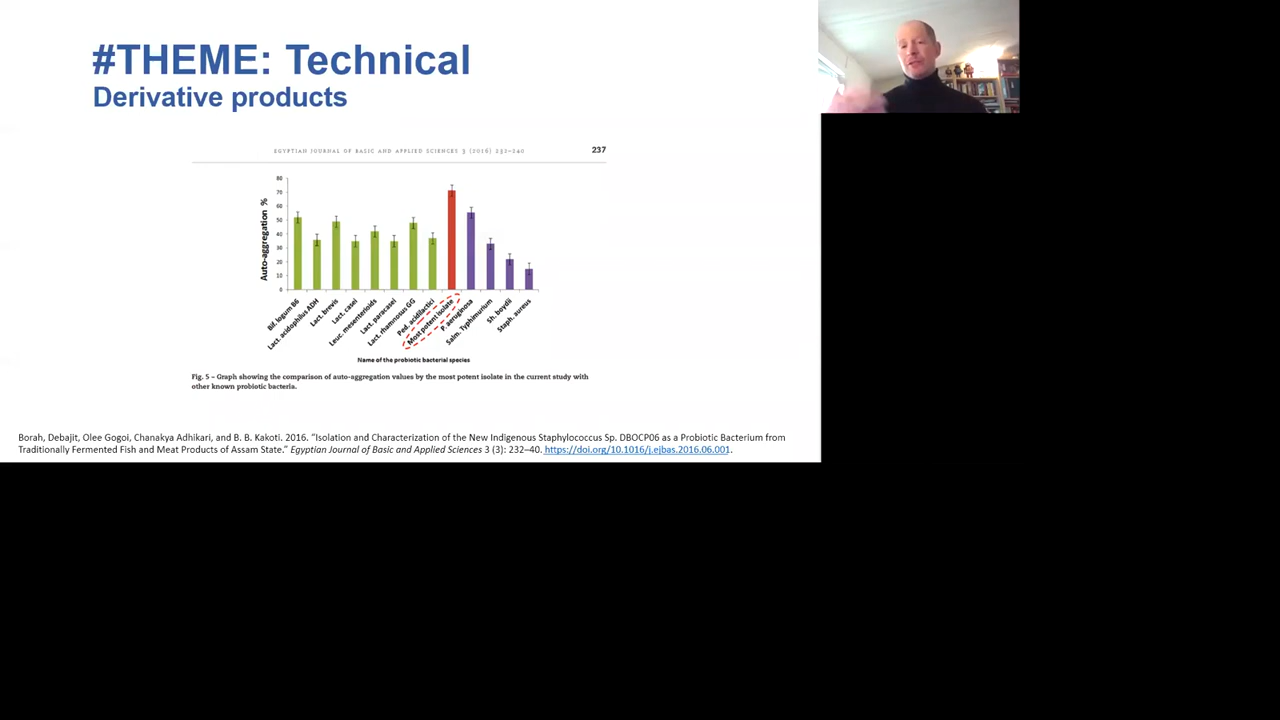 #THEME: Technical
Derivative products
EGYPTIAN JOURNAL OF BASIC AND APPLIED SCIENCES 3 (2016) 232–240
237
Auto-aggregation %
80
70
60
50
40
30
20
10
0
Bif. logum B6
Lact. acidophilus ADH
Lact. brevis
Lact. casei
Leuc. mesenterioids
Lact. paracasei
Lact. rhamnosus GG
Ped. acidilactici
Most potent isolate
P. aeruginosa
Salm. Typhimurium
Sh. boydii
Staph. aureus
Name of the probiotic bacterial species
Fig. 5 – Graph showing the comparison of auto-aggregation values by the most potent isolate in the current study with
other known probiotic bacteria.
Borah, Debajit, Olee Gogoi, Chanakya Adhikari, and B. B. Kakoti. 2016. “Isolation and Characterization of the New Indigenous Staphylococcus Sp. DBOCP06 as a Probiotic Bacterium from
Traditionally Fermented Fish and Meat Products of Assam State.” Egyptian Journal of Basic and Applied Sciences 3 (3): 232–40. https://doi.org/10.1016/j.ejbas.2016.06.001.